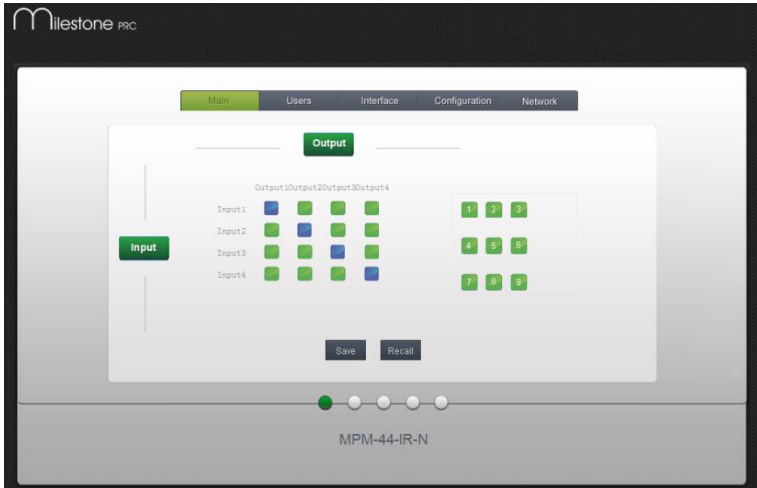 Milestone PRC
Main Users Interface Configuration Network
Output
Output1Output2Output3Output4
Input1
Input2
Input3
Input4
Input
1 2 3
4 5 6
7 8 9
Save Recall
MPM-44-IR-N